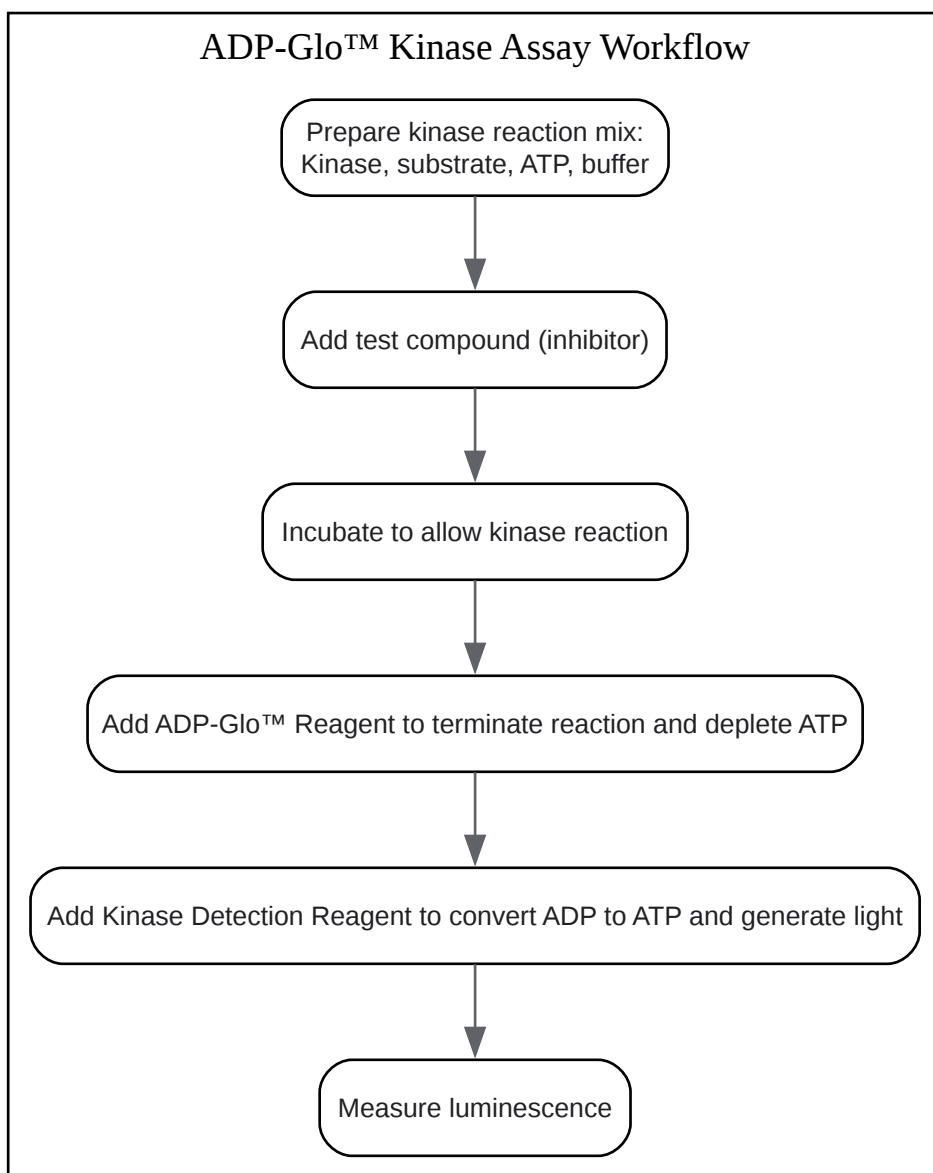 ADP-Glo™ Kinase Assay Workflow
Prepare kinase reaction mix:
Kinase, substrate, ATP, buffer
Add test compound (inhibitor)
Incubate to allow kinase reaction
Add ADP-Glo™ Reagent to terminate reaction and deplete ATP
Add Kinase Detection Reagent to convert ADP to ATP and generate light
Measure luminescence